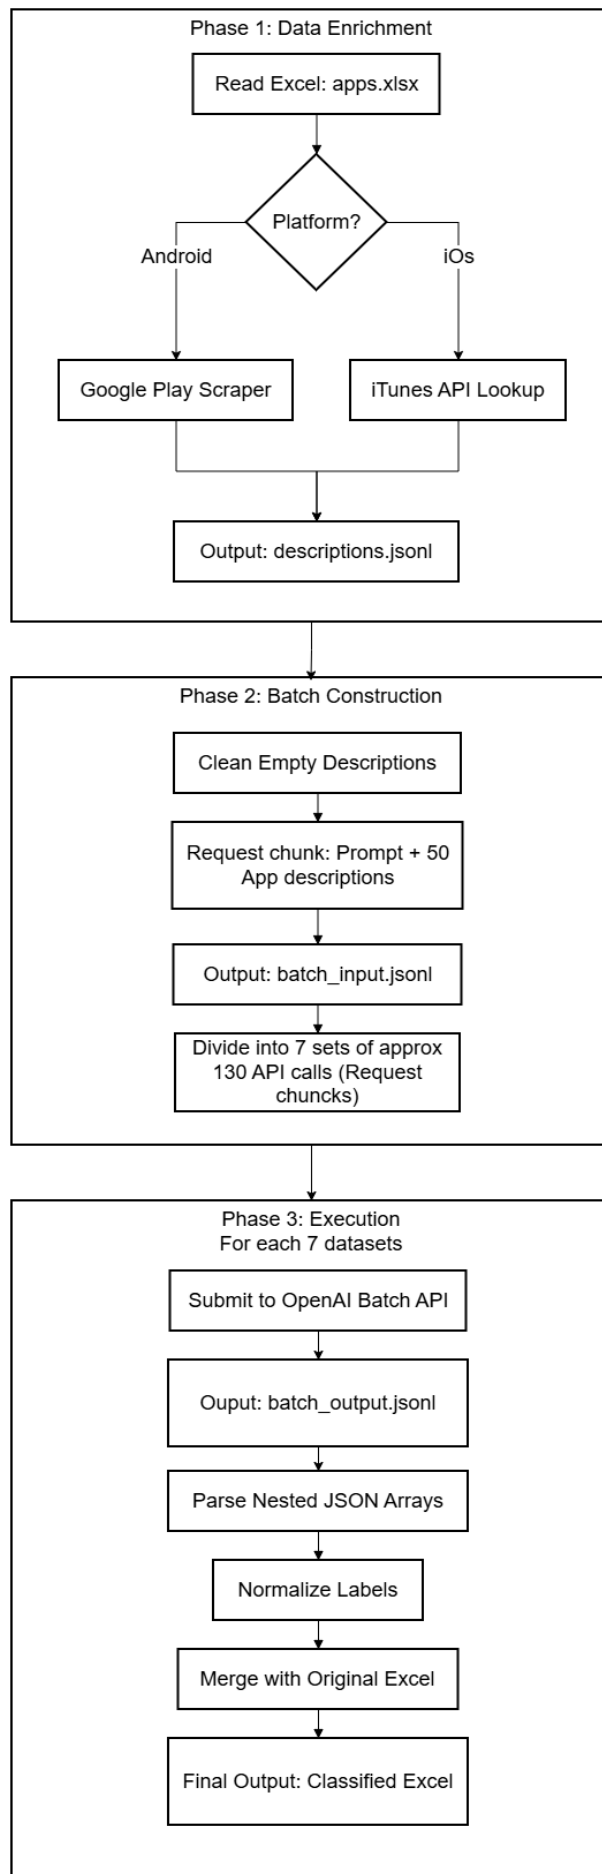 Phase 1: Data Enrichment
Read Excel: apps.xlsx
Platform?
Android
iOs
Google Play Scraper
iTunes API Lookup
Output: descriptions.jsonl
Phase 2: Batch Construction
Clean Empty Descriptions
Request chunk: Prompt + 50
App descriptions
Output: batch_input.jsonl
Divide into 7 sets of approx
130 API calls (Request
chuncks)
Phase 3: Execution
For each 7 datasets
Submit to OpenAI Batch API
Ouput: batch_output.jsonl
Parse Nested JSON Arrays
Normalize Labels
Merge with Original Excel
Final Output: Classified Excel